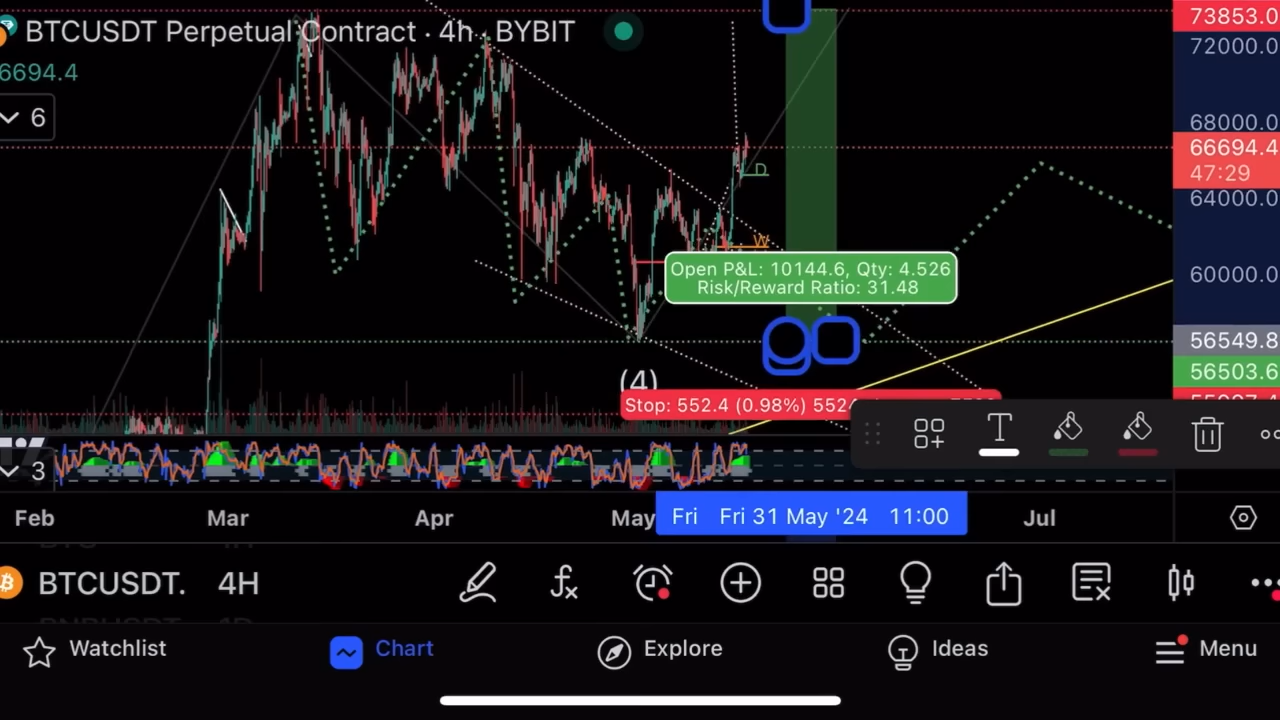 BTCUSDT Perpetual Contract · 4h · BYBIT
6694.4
6
73853.0
72000.0
68000.0
66694.4
47:29
64000.0
60000.0
56549.8
56503.6
D
W
Open P&L: 10144.6, Qty: 4.526
Risk/Reward Ratio: 31.48
(4)
Stop: 552.4 (0.98%) 552
T
3
Feb
Mar
Apr
May
Fri Fri 31 May '24 11:00
Jul
BTCUSDT. 4H
Watchlist
Chart
Explore
Ideas
Menu